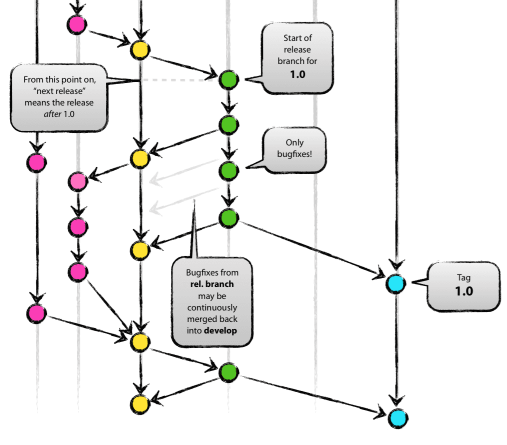 Start of
release
branch for
1.0
From this point on,
“next release”
means the release
after 1.0
Only
bugfixes!
Bugfixes from
rel. branch
may be
continuously
merged back
into develop
Tag
1.0